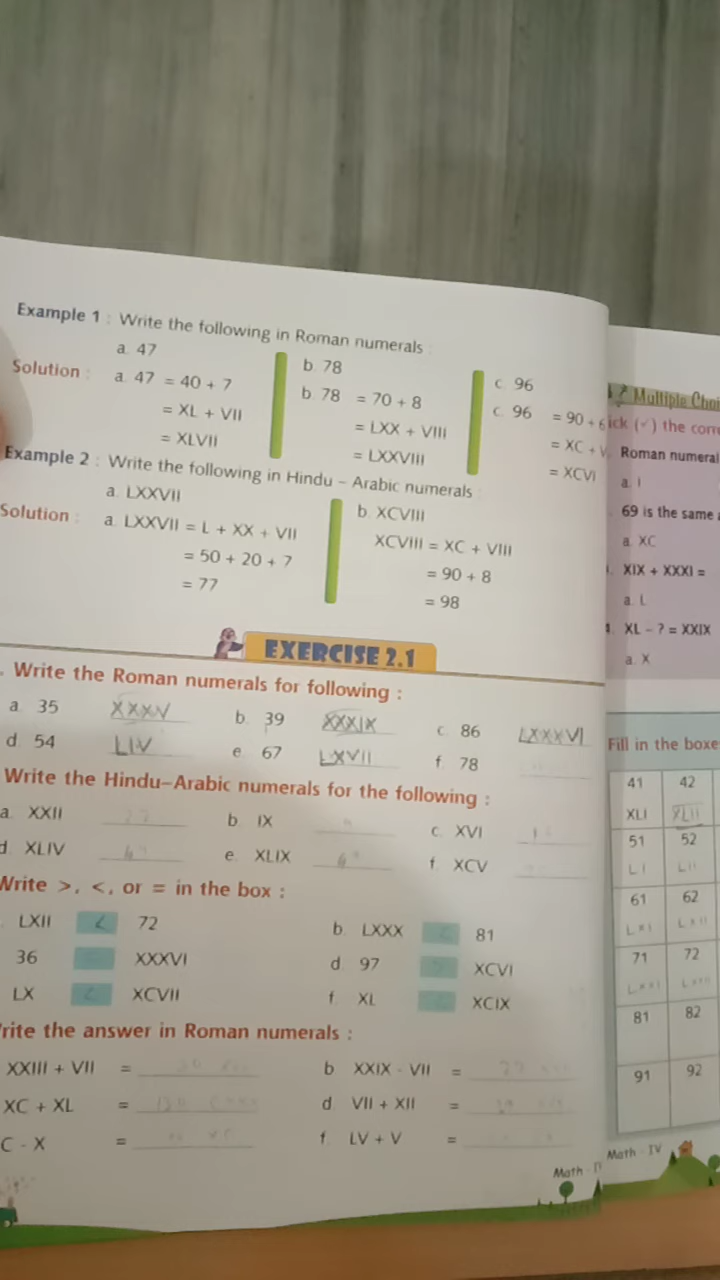 Example 1 : Write the following in Roman numerals :
a. 47
b. 78
c. 96
Solution : a. 47 = 40 + 7
= XL + VII
= XLVII
b. 78 = 70 + 8
= LXX + VIII
= LXXVIII
c. 96 = 90 + 6
= XC + V
= XCVI
Example 2 : Write the following in Hindu – Arabic numerals :
a. LXXVII
b. XCVIII
Solution : a. LXXVII = L + XX + VII
= 50 + 20 + 7
= 77
XCVIII = XC + VIII
= 90 + 8
= 98
EXERCISE 2.1
. Write the Roman numerals for following :
a. 35 XXXV b. 39 XXXIX c. 86 LXXXVI
d. 54 LIV e. 67 LXVII f. 78
Write the Hindu–Arabic numerals for the following :
a. XXII b. IX c. XVI
d. XLIV e. XLIX f. XCV
Write >, <, or = in the box :
LXII < 72 b. LXXX 81
36 XXXVI d. 97 XCVI
LX XCVII f. XL XCIX
rite the answer in Roman numerals :
XXIII + VII = b XXIX - VII =
XC + XL = d VII + XII =
C - X = f. LV + V =
Math -
Multiple Choi
ick (✓) the corr
Roman numeral
a. I
69 is the same
a. XC
XIX + XXXI =
a. L
XL – ? = XXIX
a. X
Fill in the boxe
41 42
XLI XLII
51 52
LI LII
61 62
LXI LXII
71 72
LXXI LXXII
81 82
91 92
Math - IV